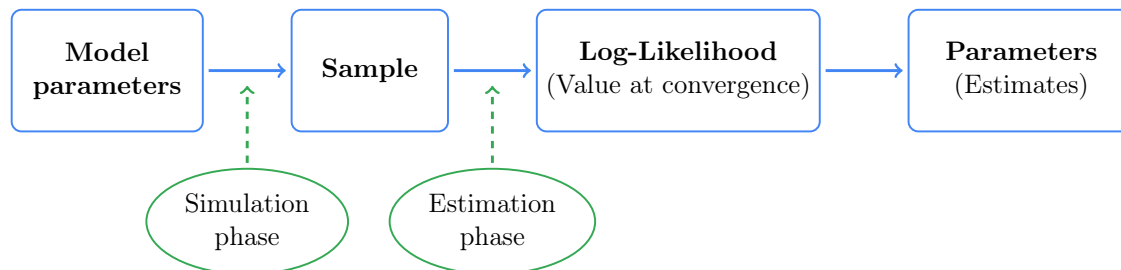 Model
parameters
Sample
Log-Likelihood
(Value at convergence)
Parameters
(Estimates)
Simulation
phase
Estimation
phase